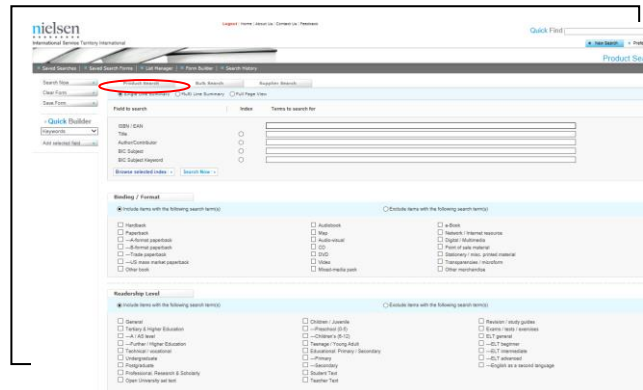 nielsen
Logout | Home | About Us | Contact Us | Feedback
Quick Find
International Service Territory: International
New Search
Product Sea
Saved Searches | Saved Search Forms | List Manager | Form Builder | Search History
Search Now
Clear Form
Save Form
- Quick Builder
Keywords
Add selected field
Product Search
Bulk Search
Supplier Search
Single Line Summary Multi Line Summary Full Page View
Field to search Index Terms to search for
ISBN / EAN
Title
Author/Contributor
BIC Subject
BIC Subject Keyword
Browse selected index Search Now
Binding / Format
Include items with the following search term(s) Exclude items with the following search term(s)
Hardback Audiobook e-Book
Paperback Map Network / Internet resource
--A-format paperback Audio-visual Digital / Multimedia
--B-format paperback CD Point of sale material
--Trade paperback DVD Stationery / misc. printed material
--US mass market paperback Video Transparencies / microform
Other book Mixed-media pack Other merchandise
Readership Level
Include items with the following search term(s) Exclude items with the following search term(s)
General Children / Juvenile Revision / study guides
Tertiary & Higher Education --Preschool (0-5) Exams / tests / exercises
--A / AS level --Children's (6-12) ELT general
--Further / Higher Education Teenage / Young Adult --ELT beginner
Technical / vocational Educational: Primary / Secondary --ELT intermediate
Undergraduate --Primary --ELT advanced
Postgraduate --Secondary --English as a second language
Professional, Research & Scholarly Student Text
Open University set text Teacher Text